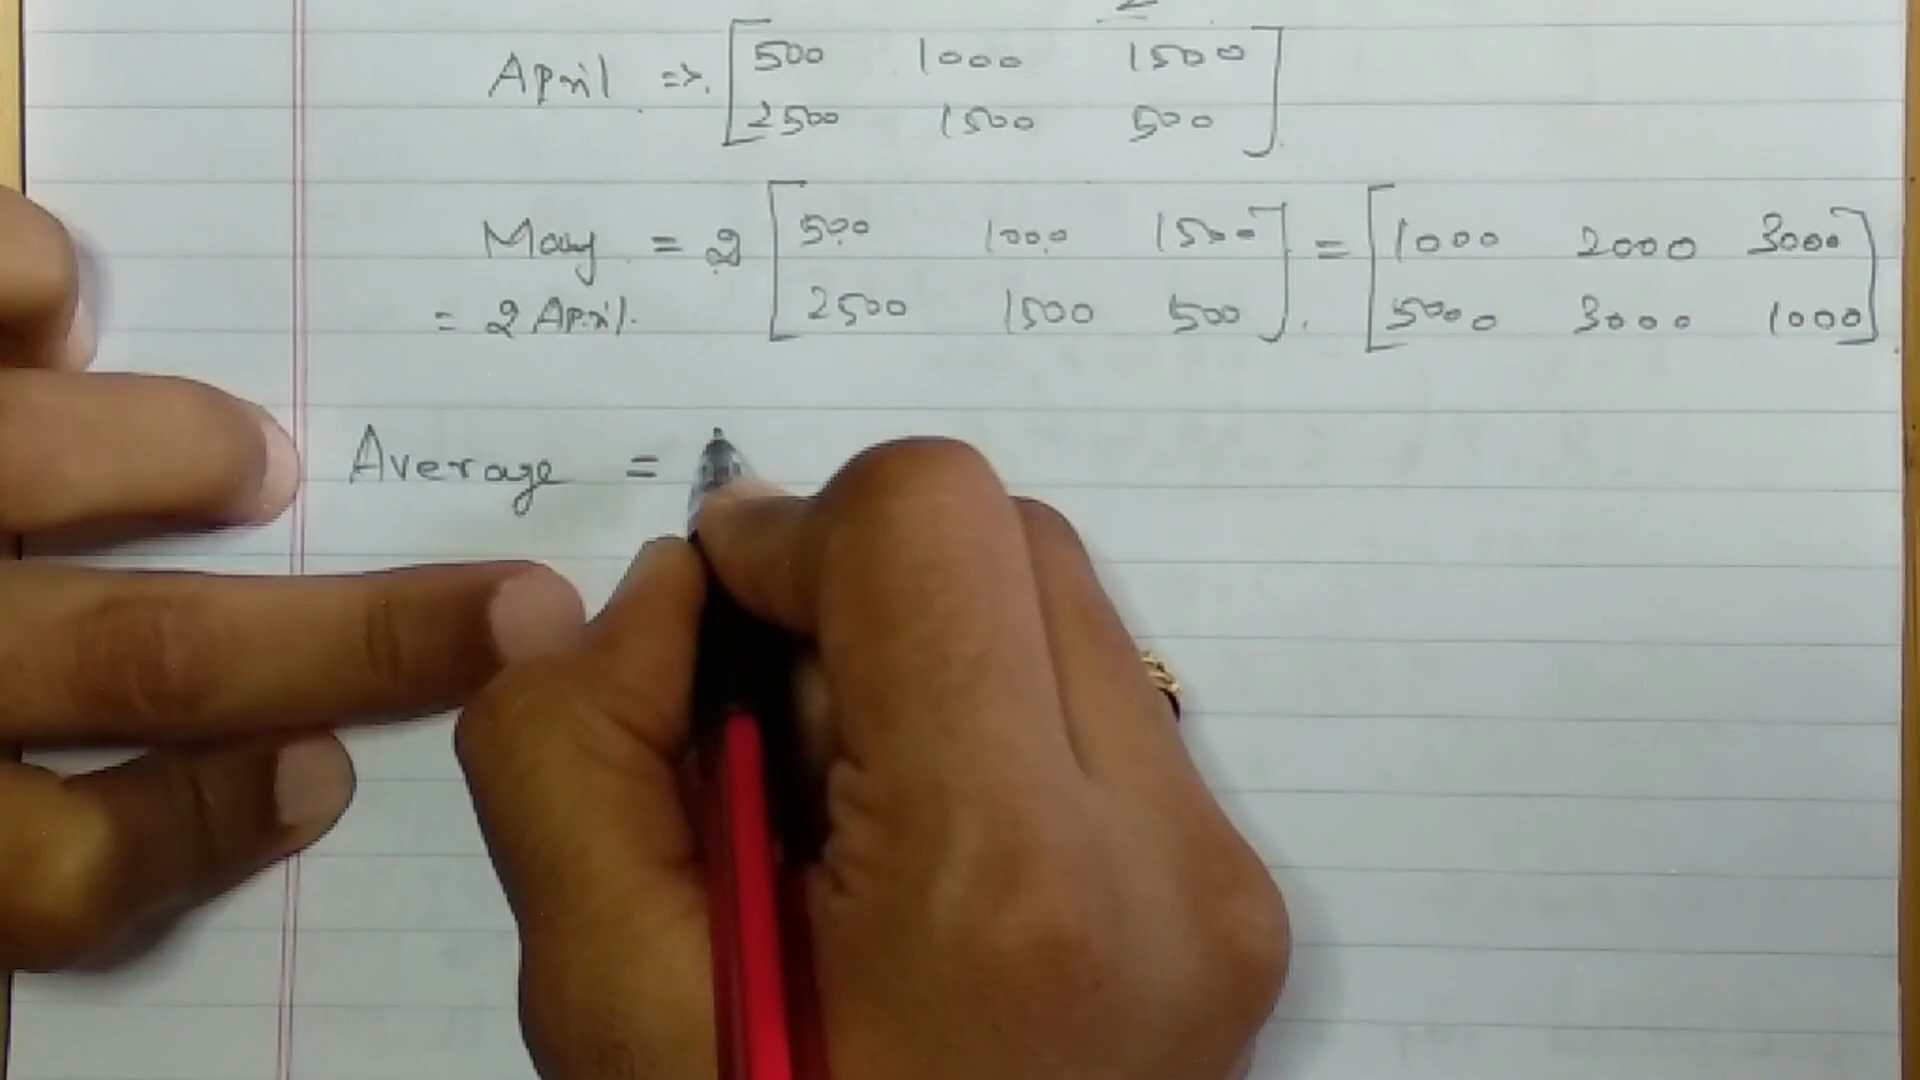 April => [500 1000 1500
2500 1500 500]
May = 2 [500 1000 1500 = [1000 2000 3000
= 2 April. 2500 1500 500]. 5000 3000 1000]
Average =